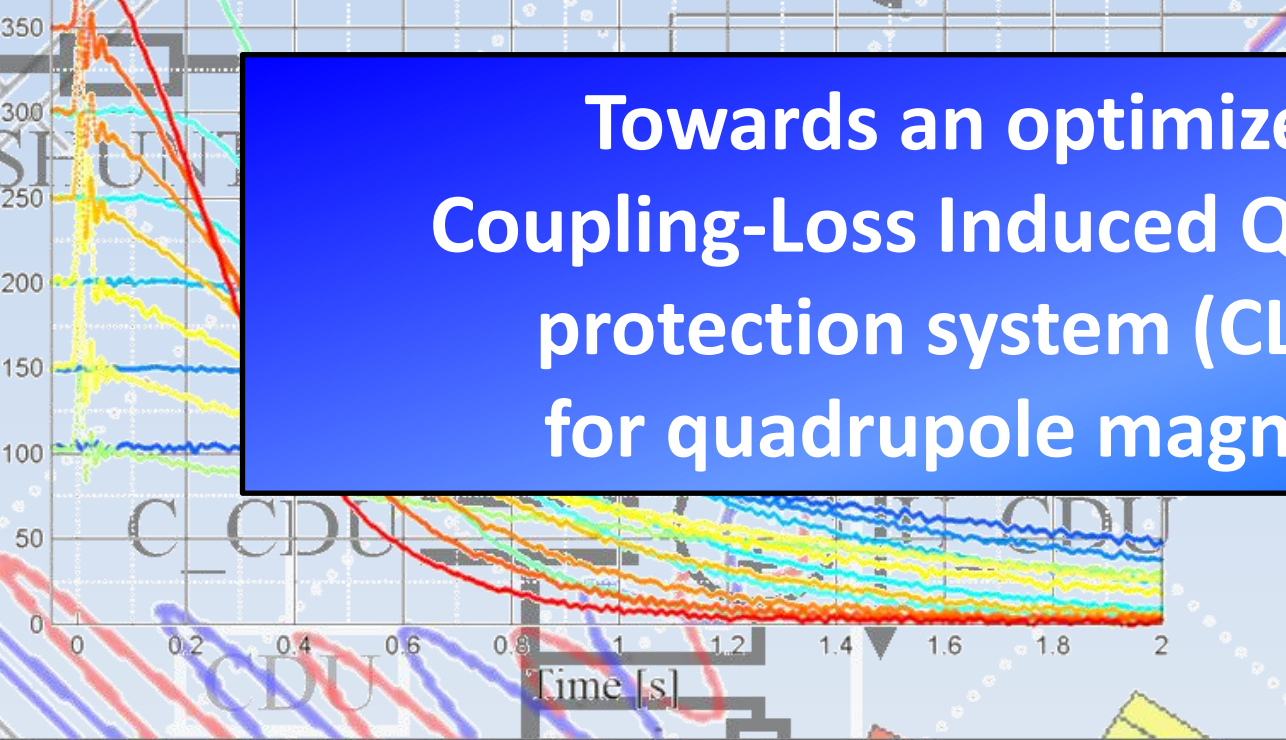 350
300
SHUNT
250
200
150
100
50
0
Towards an optimize
Coupling-Loss Induced Q
protection system (CL
for quadrupole magn
C_CDU
CDU
0 0.2 0.4 0.6 0.8 1 1.2 1.4 1.6 1.8 2
CDU
Time [s]